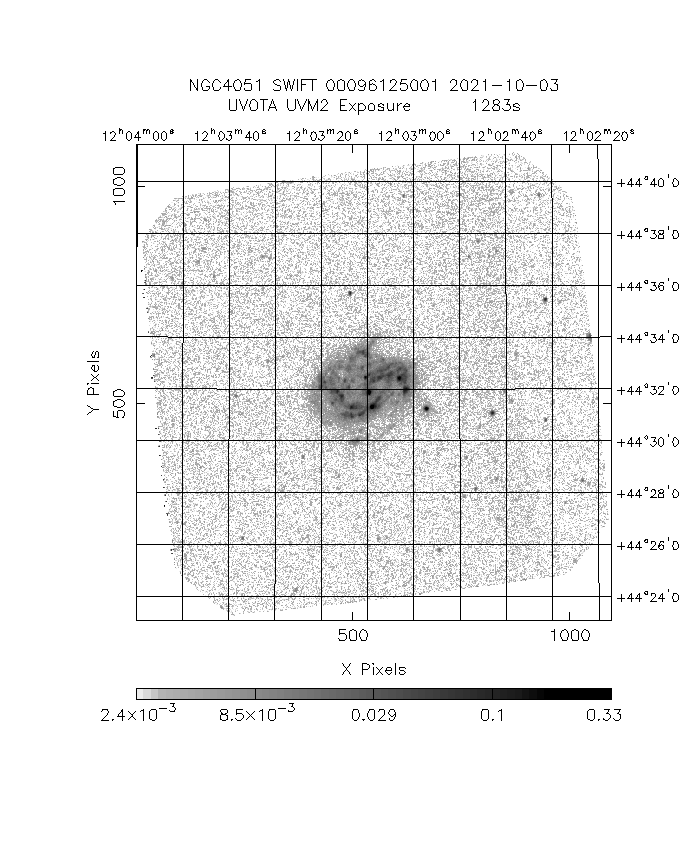 NGC4051 SWIFT 00096125001 2021-10-03
UVOTA UVM2 Exposure 1283s
12ʰ04ᵐ00ˢ 12ʰ03ᵐ40ˢ 12ʰ03ᵐ20ˢ 12ʰ03ᵐ00ˢ 12ʰ02ᵐ40ˢ 12ʰ02ᵐ20ˢ
1000
+44°40'0
+44°38'0
+44°36'0
+44°34'0
Y Pixels
+44°32'0
500
+44°30'0
+44°28'0
+44°26'0
+44°24'0
500 1000
X Pixels
2.4×10⁻³ 8.5×10⁻³ 0.029 0.1 0.33